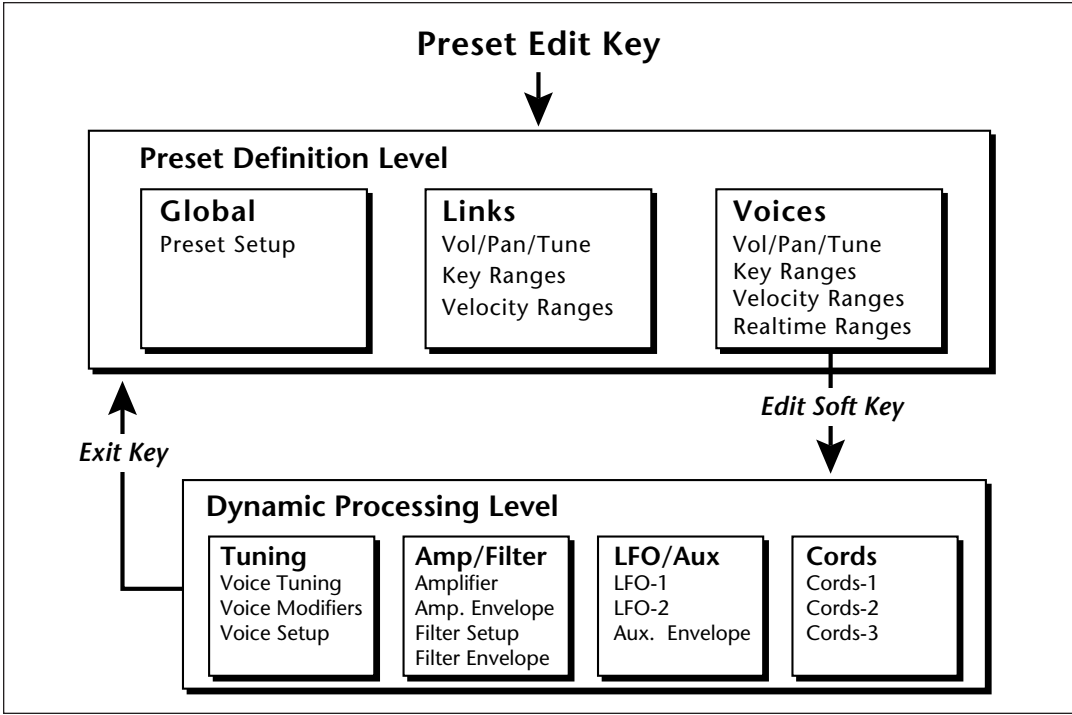 Preset Edit Key
Preset Definition Level
Global
Preset Setup
Links
Vol/Pan/Tune
Key Ranges
Velocity Ranges
Voices
Vol/Pan/Tune
Key Ranges
Velocity Ranges
Realtime Ranges
Edit Soft Key
Exit Key
Dynamic Processing Level
Tuning
Voice Tuning
Voice Modifiers
Voice Setup
Amp/Filter
Amplifier
Amp. Envelope
Filter Setup
Filter Envelope
LFO/Aux
LFO-1
LFO-2
Aux. Envelope
Cords
Cords-1
Cords-2
Cords-3